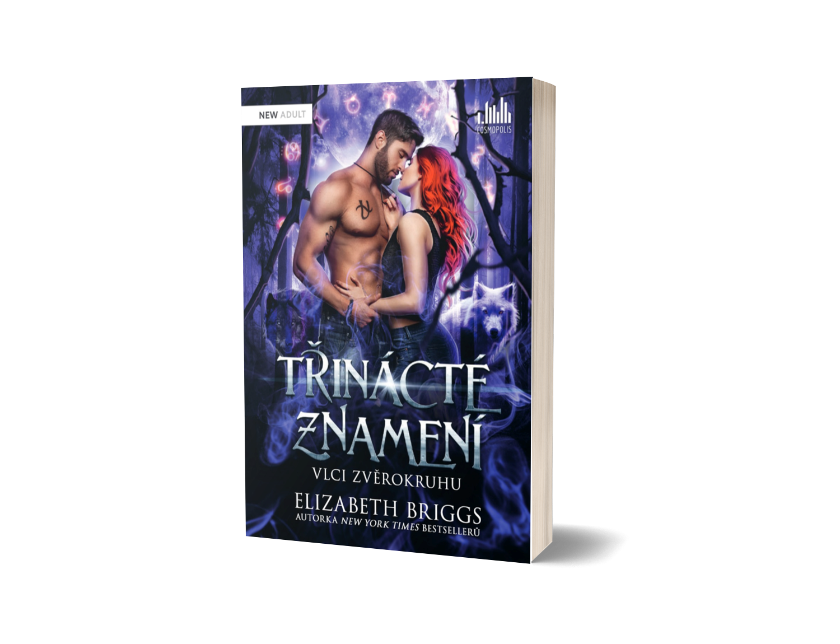 NEW ADULT
COSMOPOLIS
TŘINÁCTÉ
ZNAMENÍ
VLCI ZVĚROKRUHU
ELIZABETH BRIGGS
AUTORKA NEW YORK TIMES BESTSELLERŮ